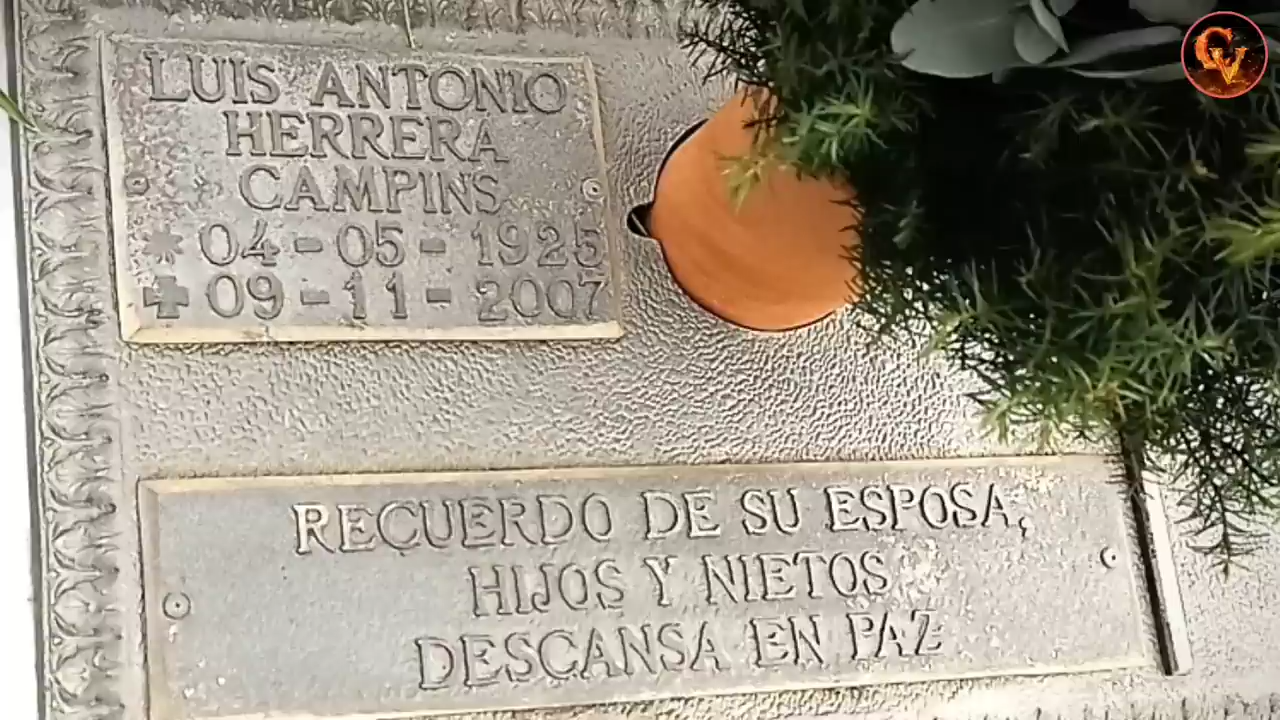 LUIS ANTONIO
HERRERA
CAMPINS
* 04-05-1925
✚ 09-11-2007
RECUERDO DE SU ESPOSA,
HIJOS Y NIETOS
DESCANSA EN PAZ
CV